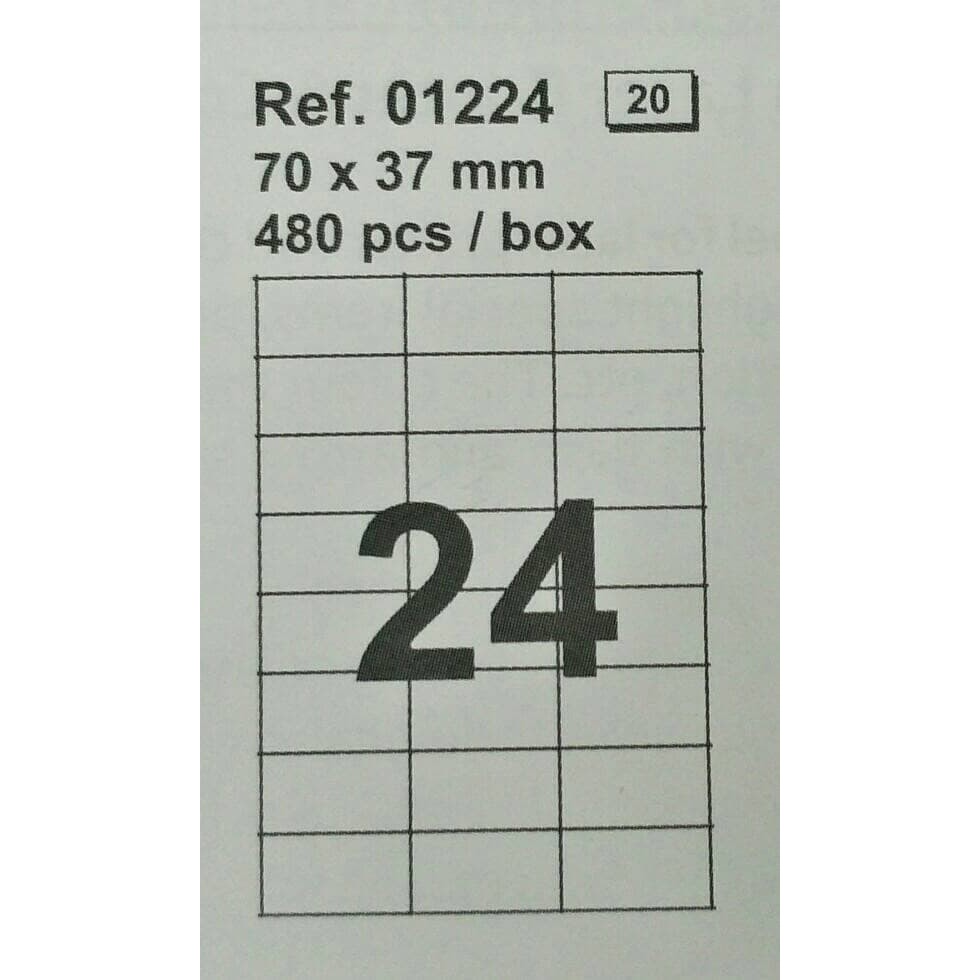 Ref. 01224 20
70 x 37 mm
480 pcs / box
24